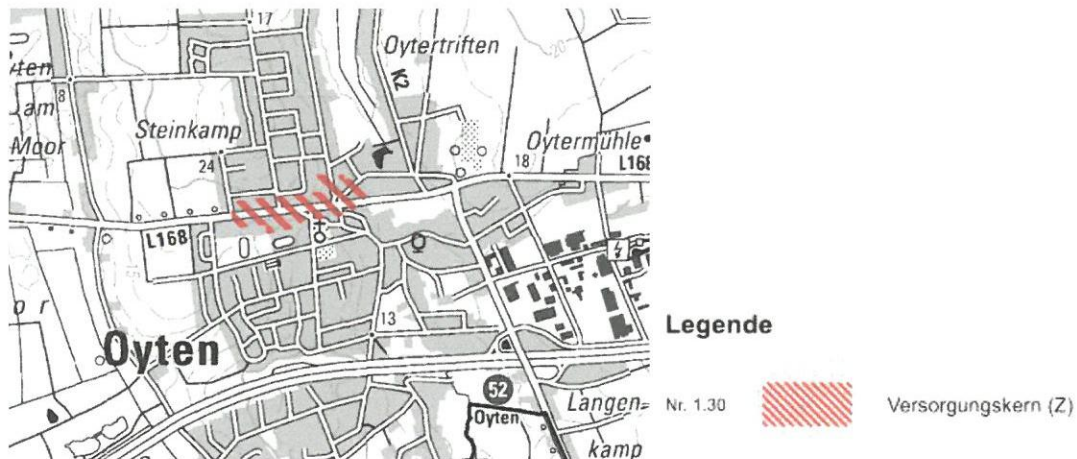 17
Oytertriften
yten
K2
8
am
Steinkamp
Moor
24
Oytermühle
18
L168
L168
o r
13
Oyten
52
Oyten
Langen-
kamp
Legende
Nr. 1.30
Versorgungskern (Z)